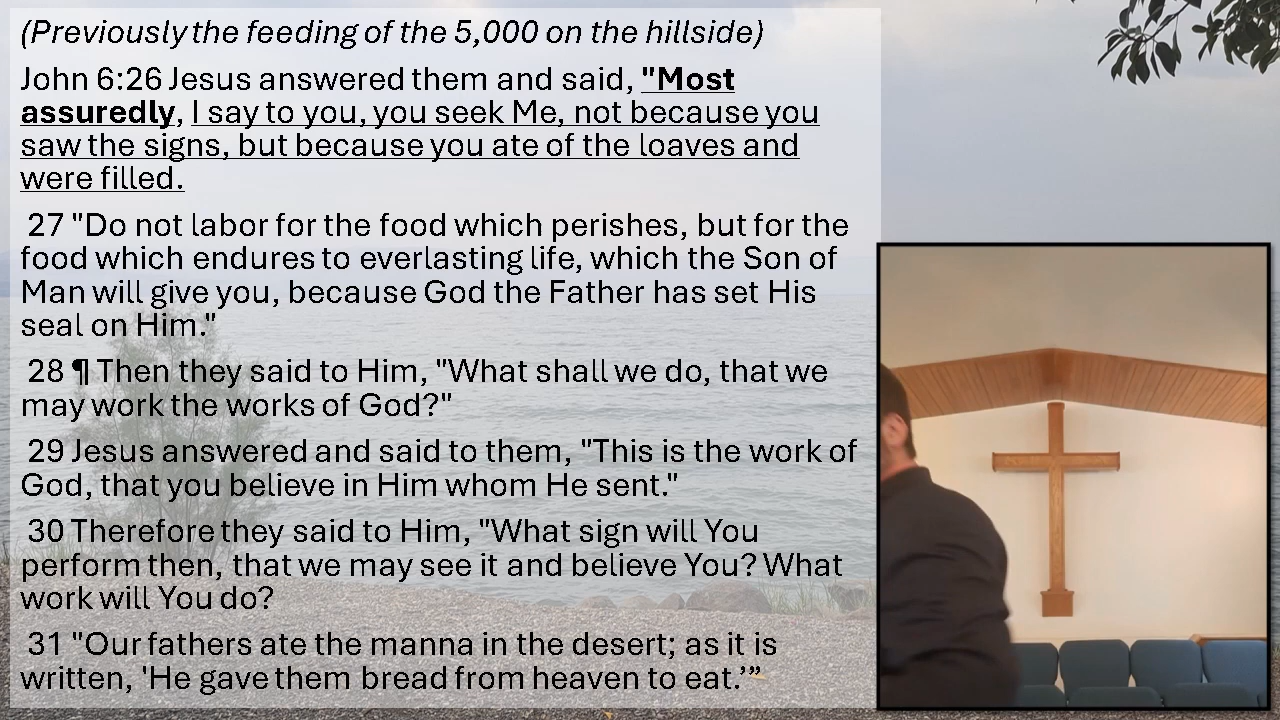 (Previously the feeding of the 5,000 on the hillside)
John 6:26 Jesus answered them and said, "Most
assuredly, I say to you, you seek Me, not because you
saw the signs, but because you ate of the loaves and
were filled.
27 "Do not labor for the food which perishes, but for the
food which endures to everlasting life, which the Son of
Man will give you, because God the Father has set His
seal on Him."
28 ¶ Then they said to Him, "What shall we do, that we
may work the works of God?"
29 Jesus answered and said to them, "This is the work of
God, that you believe in Him whom He sent."
30 Therefore they said to Him, "What sign will You
perform then, that we may see it and believe You? What
work will You do?
31 "Our fathers ate the manna in the desert; as it is
written, 'He gave them bread from heaven to eat.’”